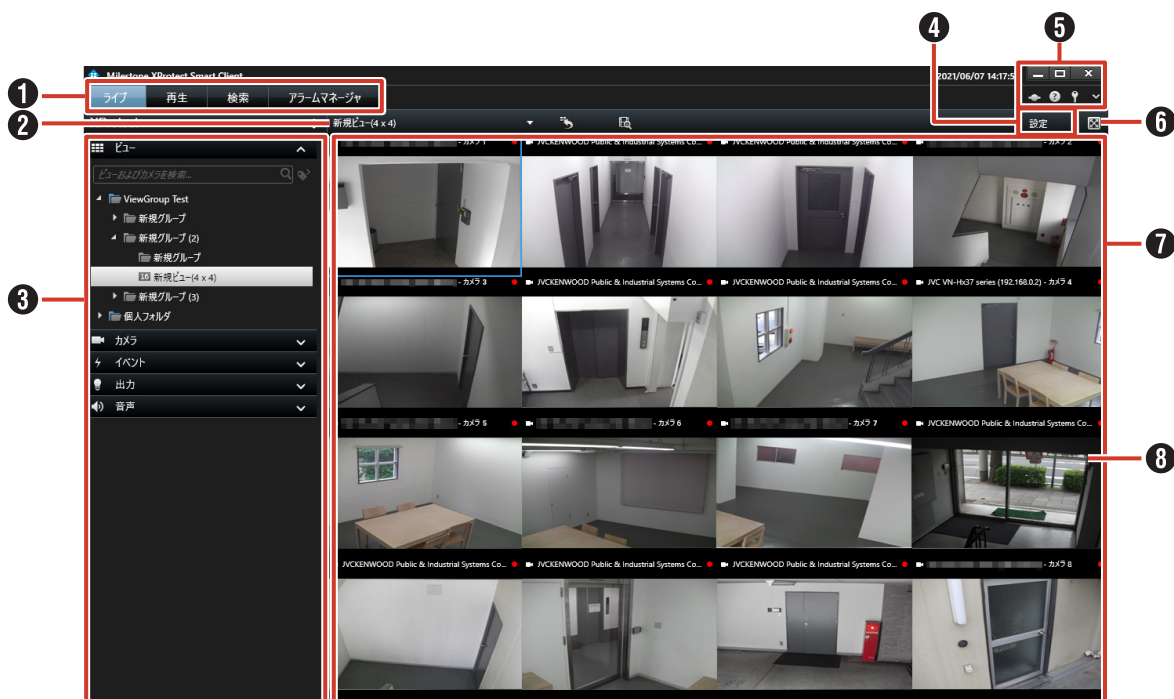 4
5
Milestone XProtect Smart Client
2021/06/07 14:17:5
1
ライブ 再生 検索 アラームマネージャ
2
新規ビュー(4 x 4)
設定
6
ビュー
- カメラ 1
JVCKENWOOD Public & Industrial Systems Co...
JVCKENWOOD Public & Industrial Systems Co...
- カメラ 2
ビューおよびカメラを検索...
ViewGroup Test
新規グループ
新規グループ (2)
新規グループ
16 新規ビュー(4 x 4)
新規グループ (3)
個人フォルダ
カメラ
イベント
出力
音声
3
7
- カメラ 3
JVCKENWOOD Public & Industrial Systems Co...
JVCKENWOOD Public & Industrial Systems Co...
JVC VN-Hx37 series (192.168.0.2) - カメラ 4
- カメラ 5
- カメラ 6
- カメラ 7
JVCKENWOOD Public & Industrial Systems Co...
8
JVCKENWOOD Public & Industrial Systems Co...
JVCKENWOOD Public & Industrial Systems Co...
JVCKENWOOD Public & Industrial Systems Co...
- カメラ 8